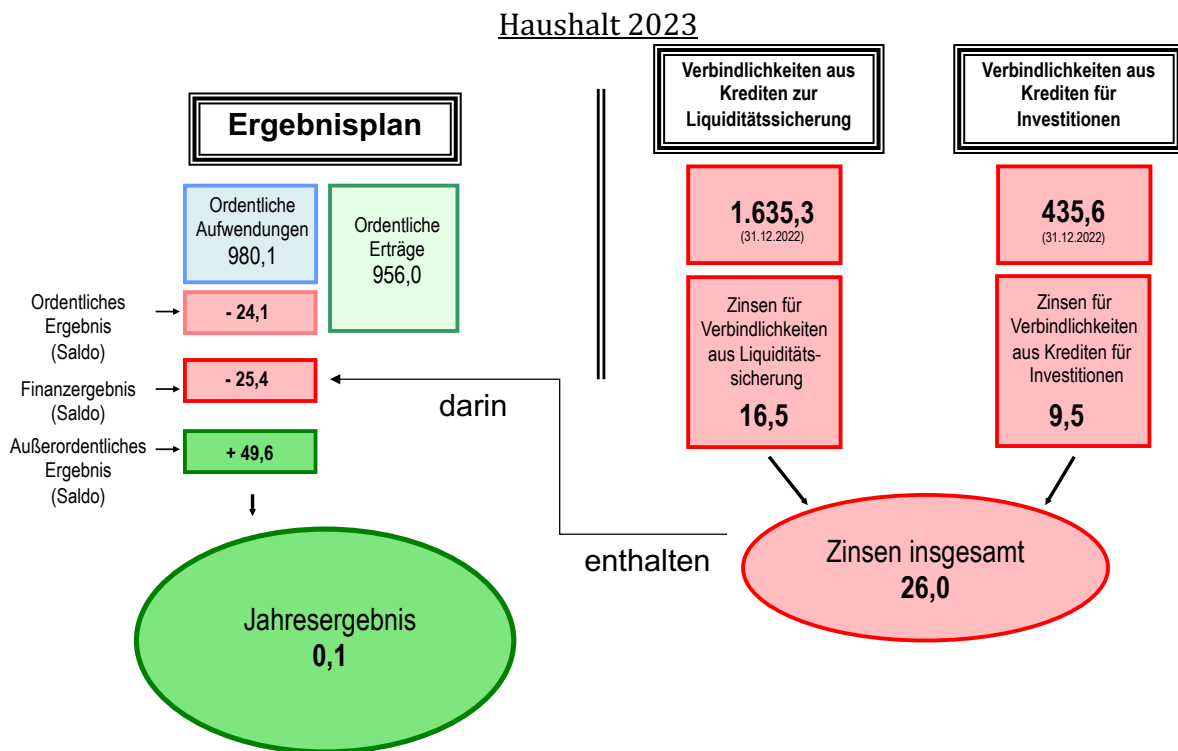 Haushalt 2023
Ergebnisplan
Ordentliche
Aufwendungen
980,1
Ordentliche
Erträge
956,0
Ordentliches
Ergebnis
(Saldo)
- 24,1
Finanzergebnis
(Saldo)
- 25,4
Außerordentliches
Ergebnis
(Saldo)
+ 49,6
Jahresergebnis
0,1
darin
enthalten
Verbindlichkeiten aus
Krediten zur
Liquiditätssicherung
1.635,3
(31.12.2022)
Zinsen für
Verbindlichkeiten
aus Liquiditäts-
sicherung
16,5
Verbindlichkeiten aus
Krediten für
Investitionen
435,6
(31.12.2022)
Zinsen für
Verbindlichkeiten
aus Krediten für
Investitionen
9,5
Zinsen insgesamt
26,0